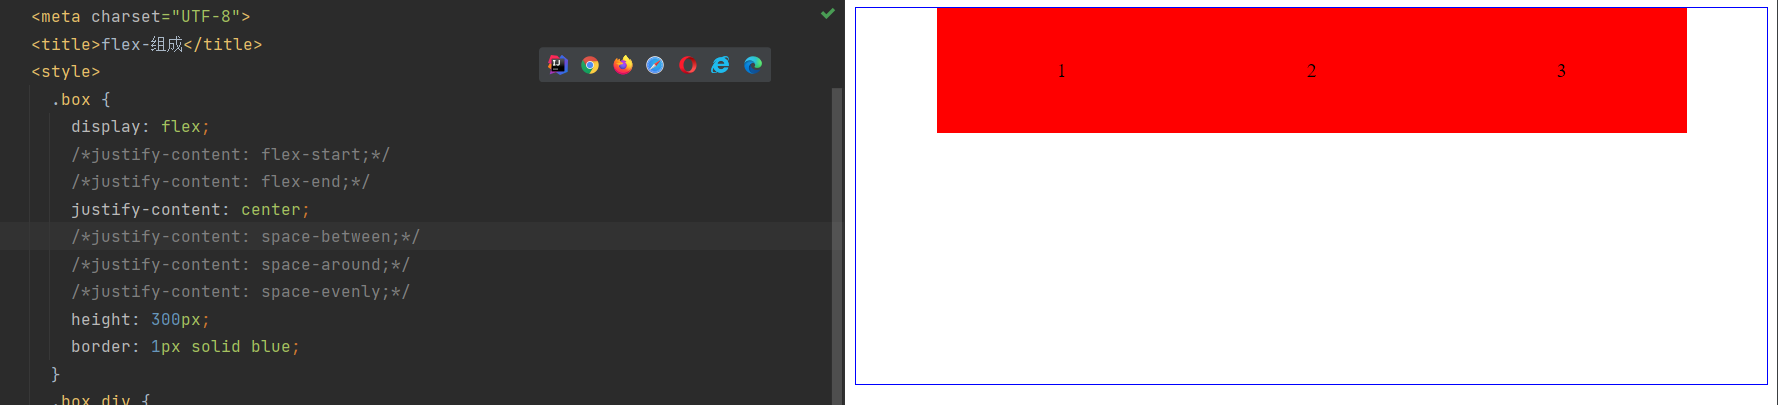 <meta charset="UTF-8">
<title>flex-组成</title>
<style>
.box {
display: flex;
/*justify-content: flex-start;*/
/*justify-content: flex-end;*/
justify-content: center;
/*justify-content: space-between;*/
/*justify-content: space-around;*/
/*justify-content: space-evenly;*/
height: 300px;
border: 1px solid blue;
}
.box div {
1 2 3